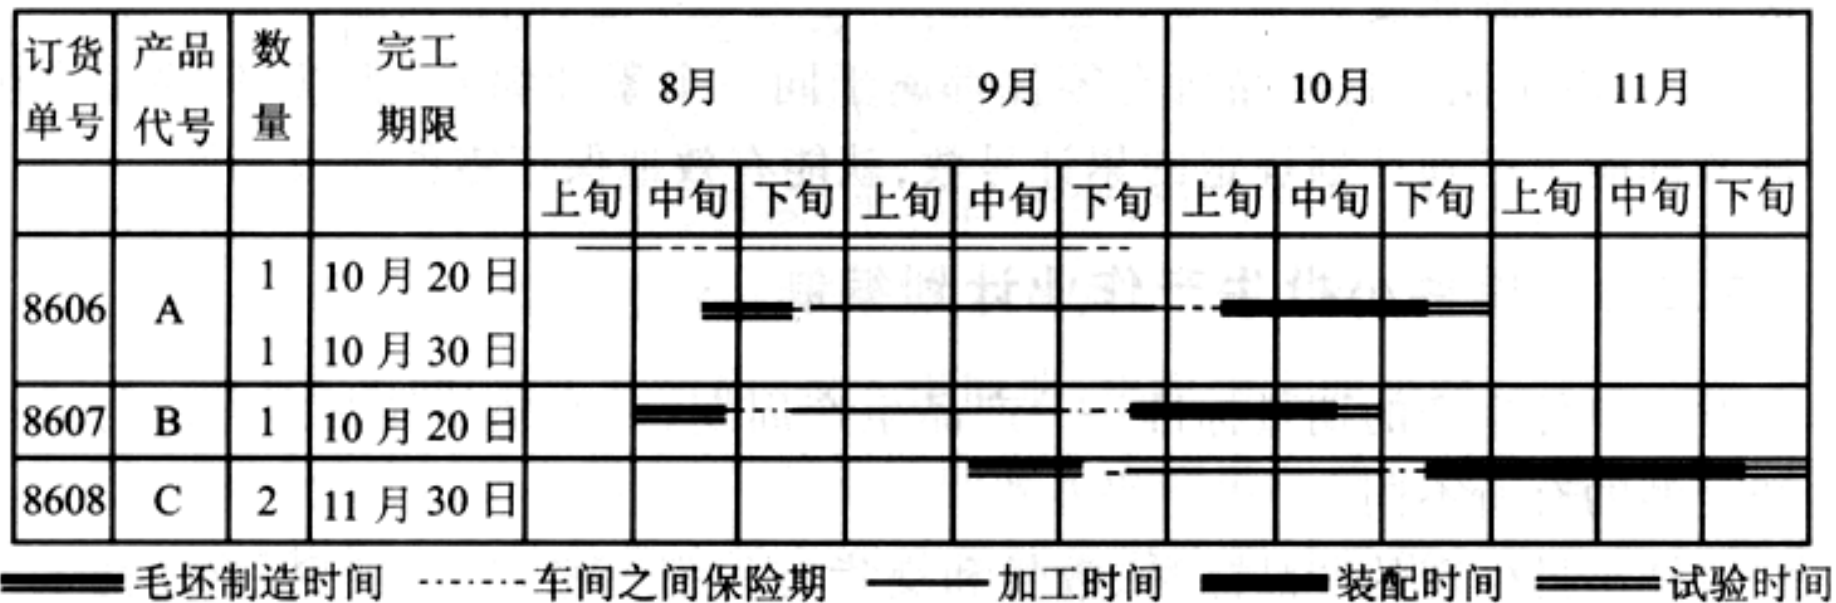 订货单号 产品代号 数量 完工期限 8月 9月 10月 11月
上旬 中旬 下旬 上旬 中旬 下旬 上旬 中旬 下旬 上旬 中旬 下旬
8606 A 1 10月20日
1 10月30日
8607 B 1 10月20日
8608 C 2 11月30日
毛坯制造时间 车间之间保险期 加工时间 装配时间 试验时间